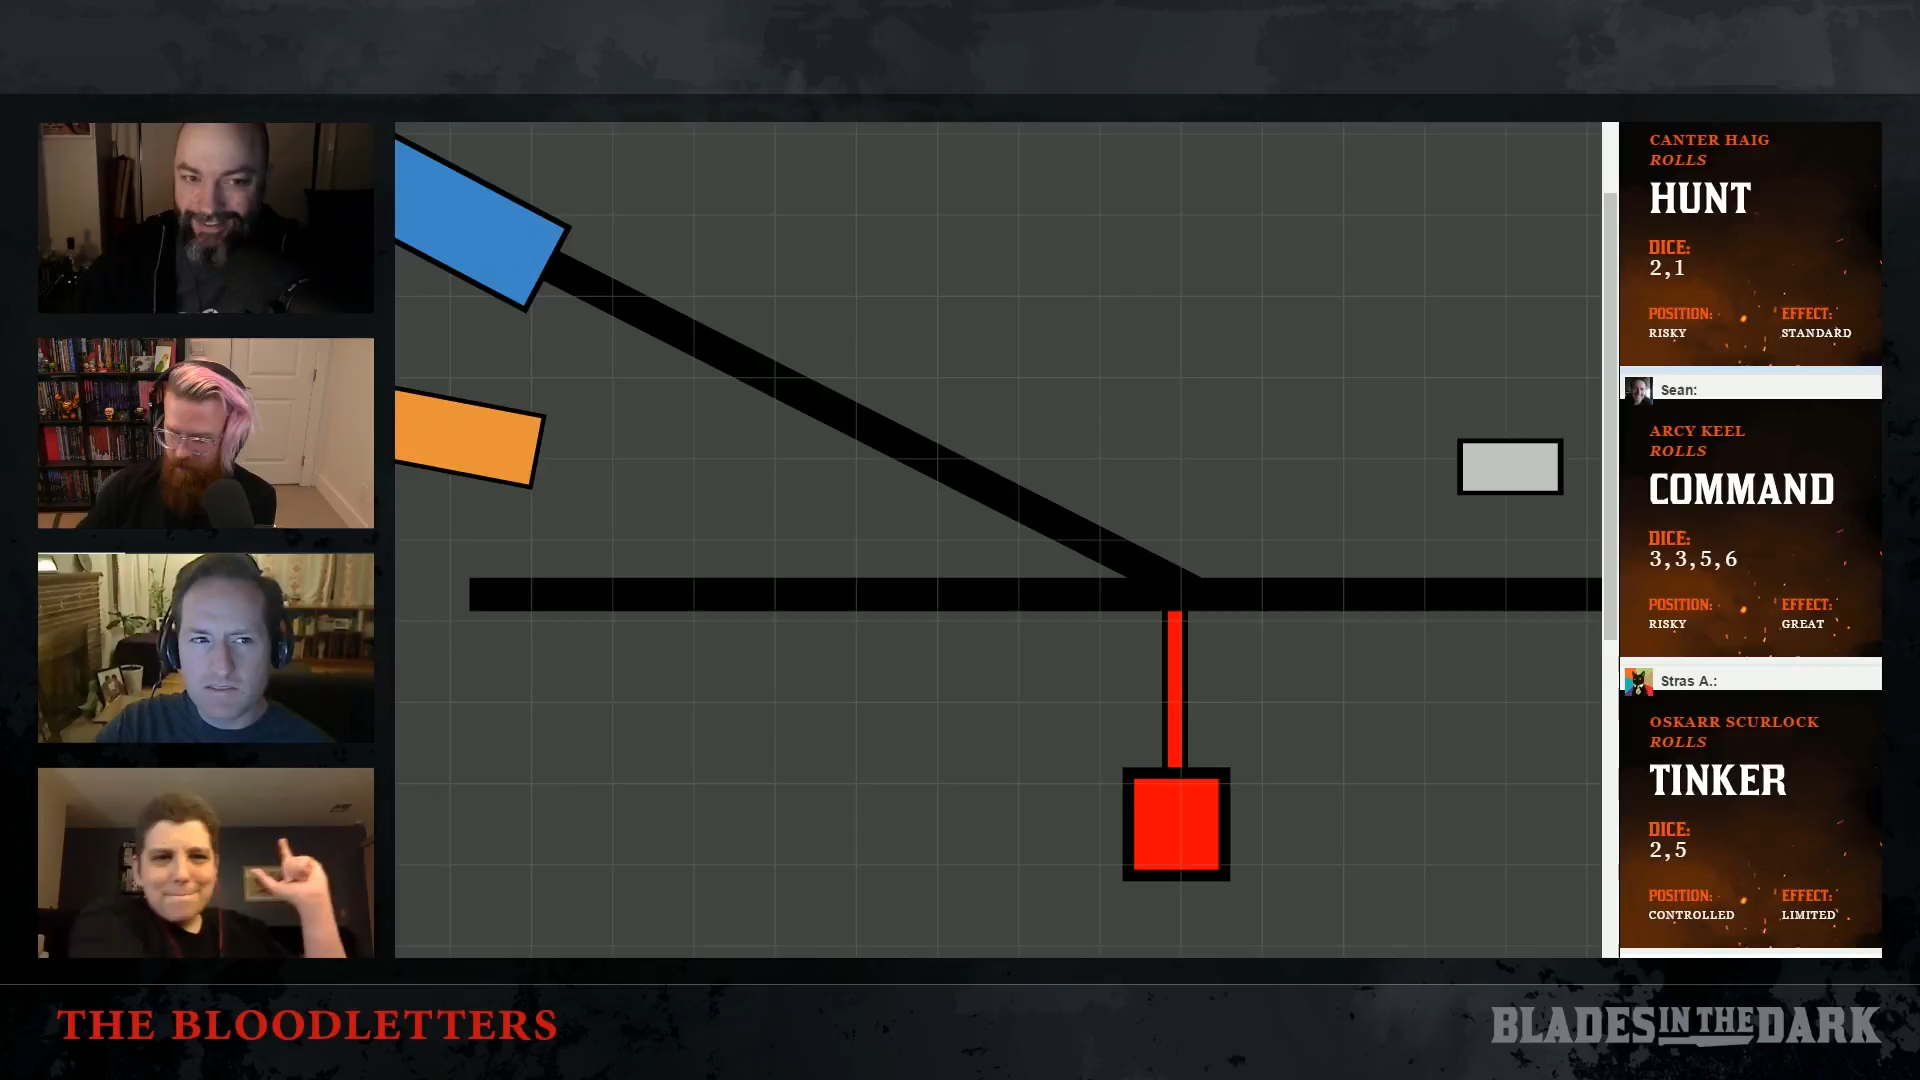 CANTER HAIG
ROLLS
HUNT
DICE:
2,1
POSITION: EFFECT:
RISKY STANDARD
Sean:
ARCY KEEL
ROLLS
COMMAND
DICE:
3,3,5,6
POSITION: EFFECT:
RISKY GREAT
Stras A.:
OSKARR SCURLOCK
ROLLS
TINKER
DICE:
2,5
POSITION: EFFECT:
CONTROLLED LIMITED
THE BLOODLETTERS
BLADES IN THE DARK